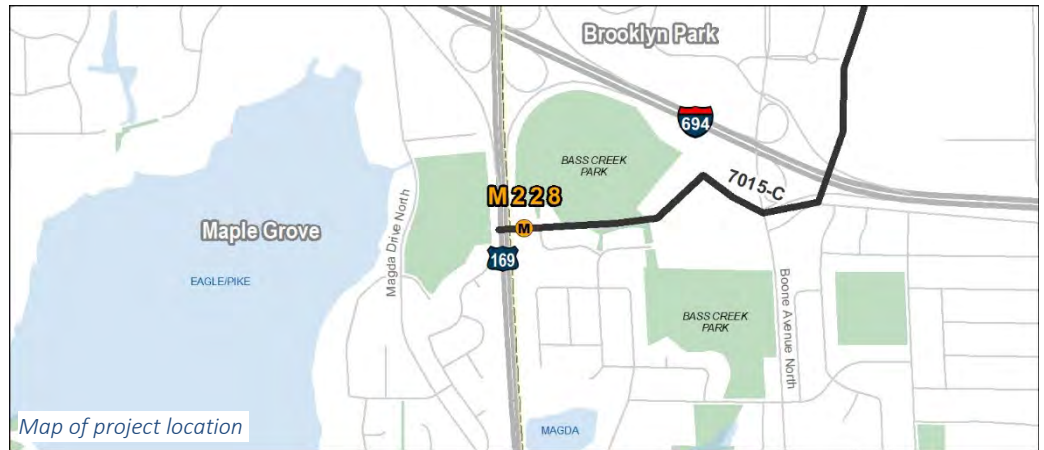 Brooklyn Park
694
BASS CREEK
PARK
7015-C
M228
M
Maple Grove
Magda Drive North
169
EAGLE/PIKE
BASS CREEK
PARK
Boone Avenue North
Map of project location
MAGDA